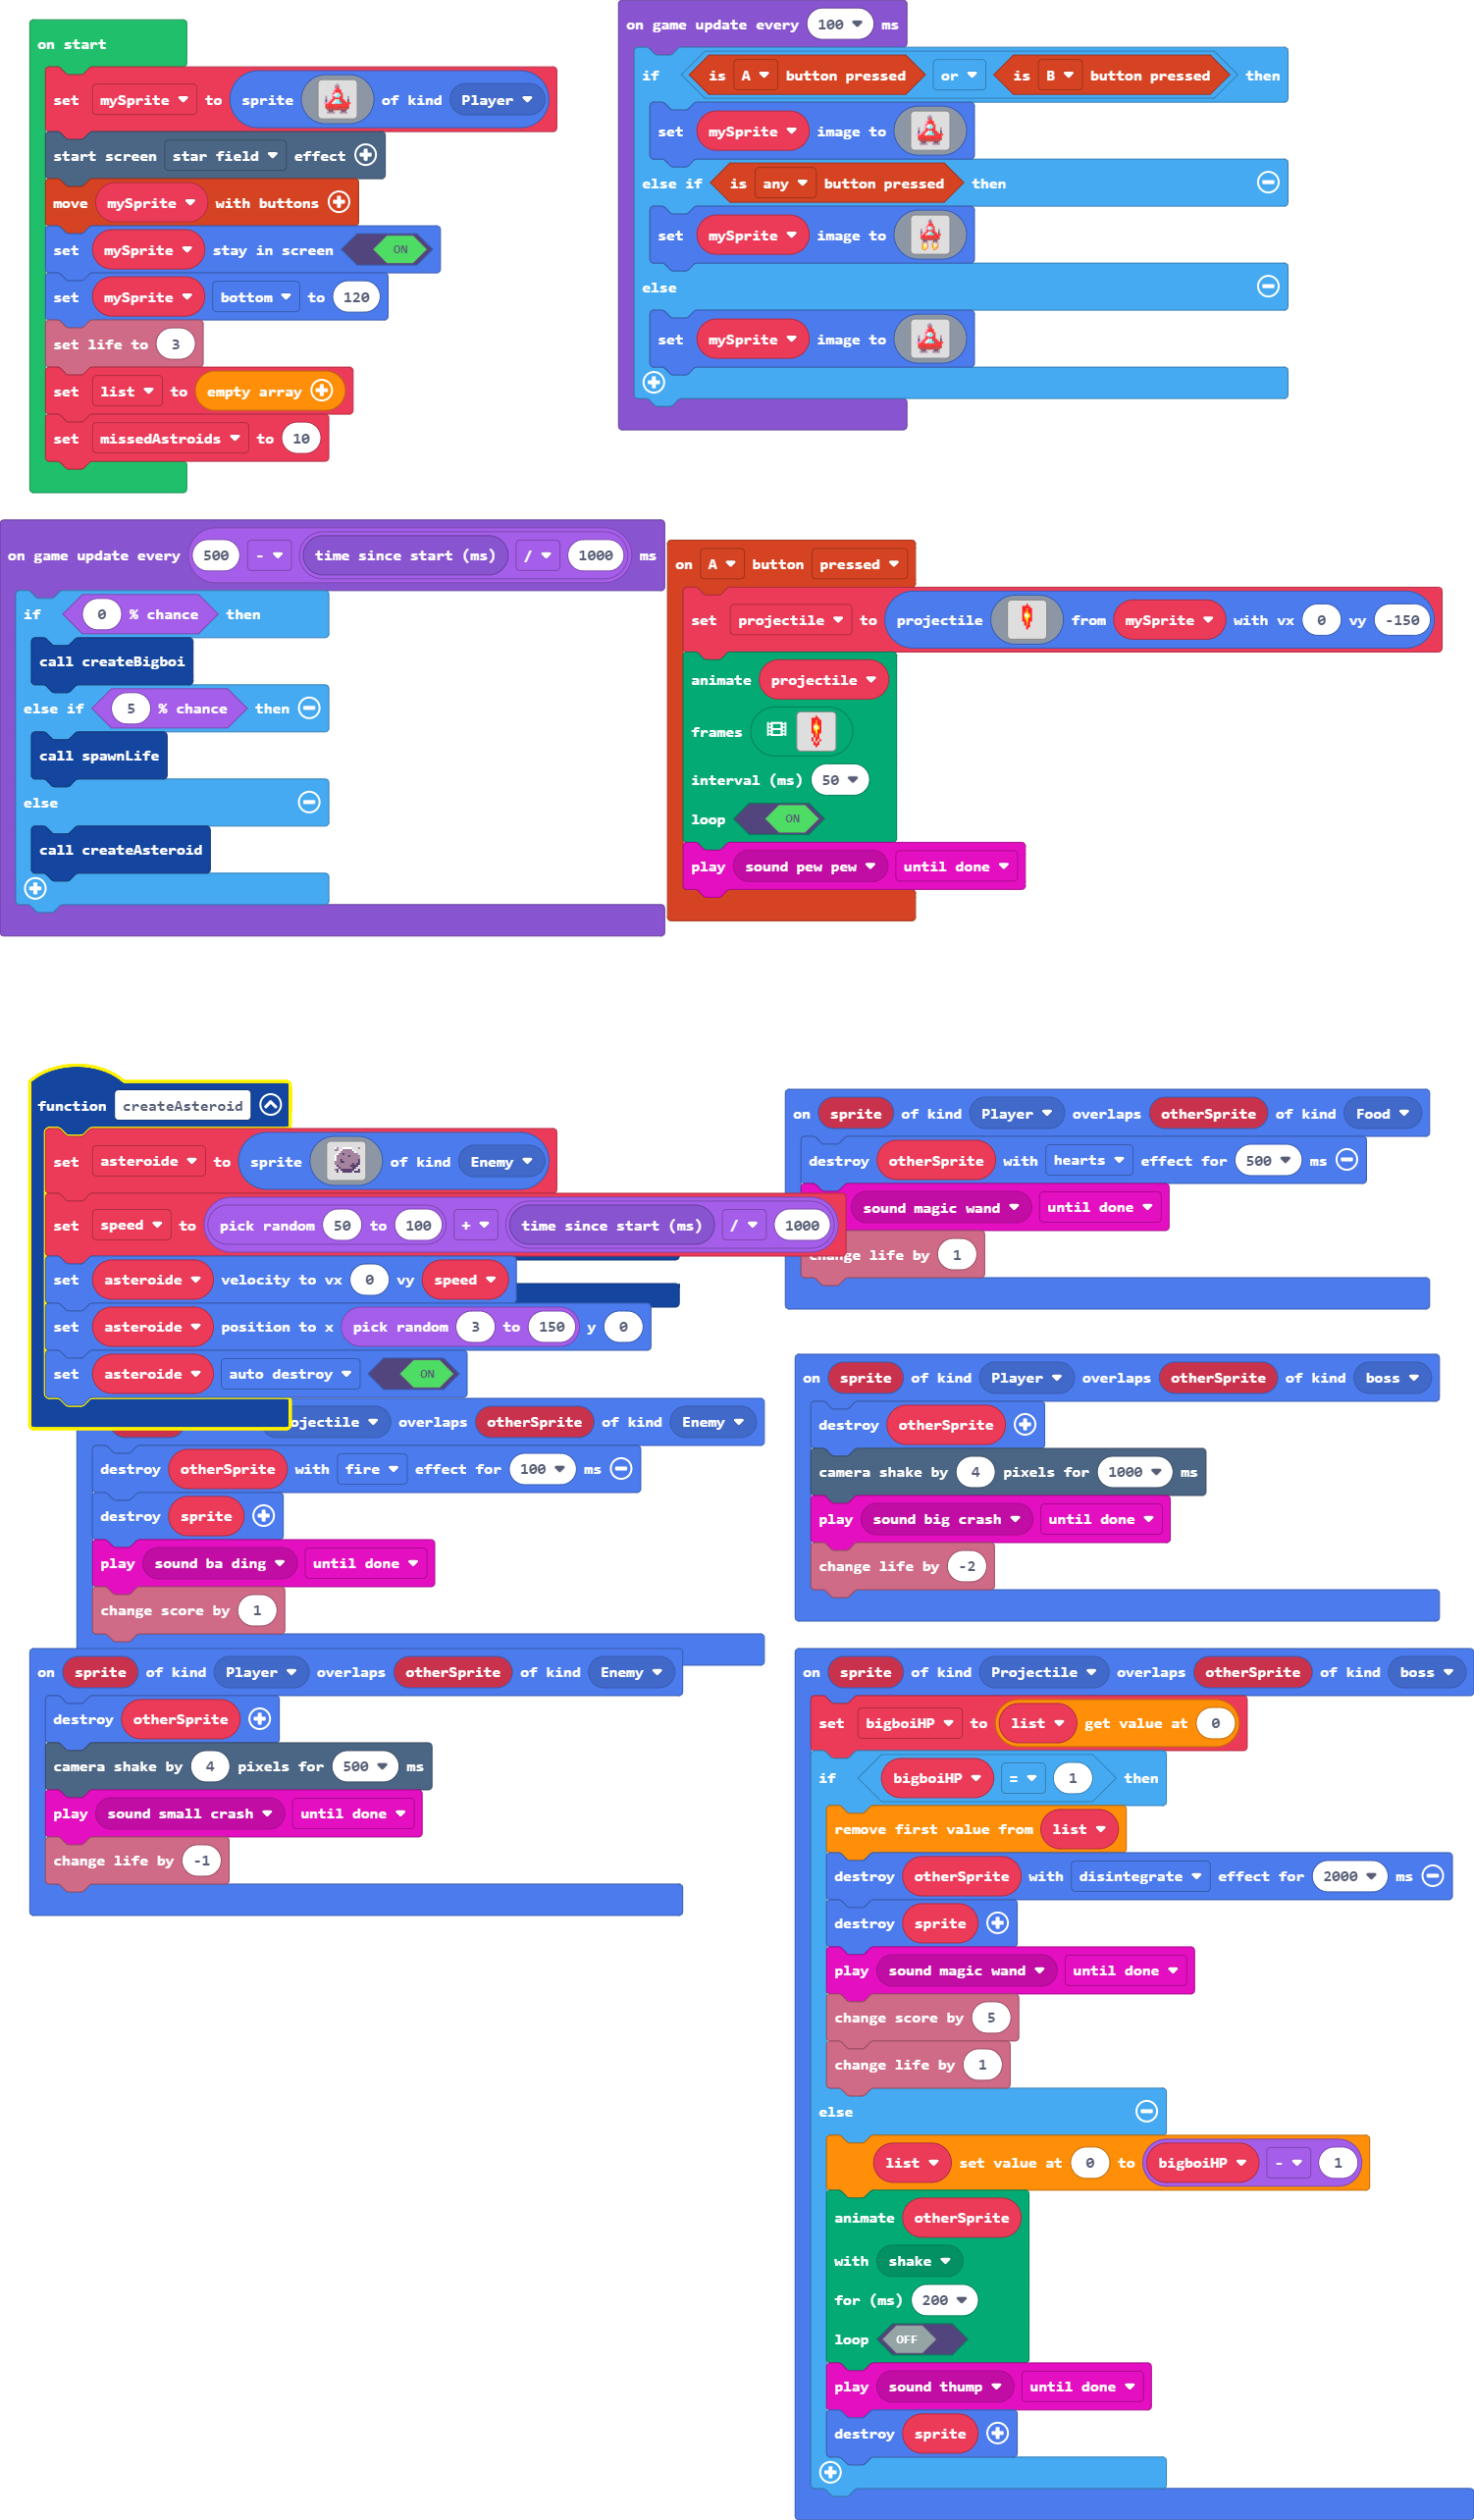 on start
set mySprite to sprite of kind Player
start screen star field effect
move mySprite with buttons
set mySprite stay in screen ON
set mySprite bottom to 120
set life to 3
set list to empty array
set missedAstroids to 10
on game update every 100 ms
if is A button pressed or is B button pressed then
set mySprite image to
else if is any button pressed then
set mySprite image to
else
set mySprite image to
on game update every 500 - time since start (ms) / 1000 ms
if 0 % chance then
call createBigboi
else if 5 % chance then
call spawnLife
else
call createAsteroid
on A button pressed
set projectile to projectile from mySprite with vx 0 vy -150
animate projectile
frames
interval (ms) 50
loop ON
play sound pew pew until done
function createAsteroid
set asteroide to sprite of kind Enemy
set speed to pick random 50 to 100 + time since start (ms) / 1000
set asteroide velocity to vx 0 vy speed
set asteroide position to x pick random 3 to 150 y 0
set asteroide auto destroy ON
overlaps otherSprite of kind Enemy
destroy otherSprite with fire effect for 100 ms
destroy sprite
play sound ba ding until done
change score by 1
on sprite of kind Player overlaps otherSprite of kind Enemy
destroy otherSprite
camera shake by 4 pixels for 500 ms
play sound small crash until done
change life by -1
on sprite of kind Player overlaps otherSprite of kind Food
destroy otherSprite with hearts effect for 500 ms
sound magic wand until done
change life by 1
on sprite of kind Player overlaps otherSprite of kind boss
destroy otherSprite
camera shake by 4 pixels for 1000 ms
play sound big crash until done
change life by -2
on sprite of kind Projectile overlaps otherSprite of kind boss
set bigboiHP to list get value at 0
if bigboiHP = 1 then
remove first value from list
destroy otherSprite with disintegrate effect for 2000 ms
destroy sprite
play sound magic wand until done
change score by 5
change life by 1
else
list set value at 0 to bigboiHP - 1
animate otherSprite
with shake
for (ms) 200
loop OFF
play sound thump until done
destroy sprite